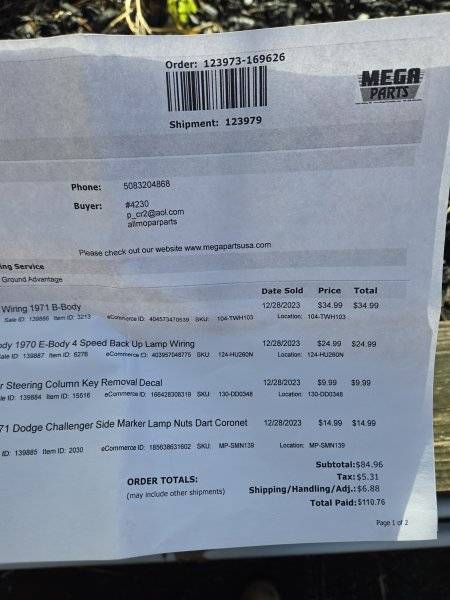 Order: 123973-169626
MEGA
PARTS
Shipment: 123979
Phone: 5083204868
Buyer: #4230
p_cr2@aol.com
allmoparparts
Please check out our website www.megapartsusa.com
ing Service
Ground Advantage
Date Sold Price Total
Wiring 1971 B-Body 12/28/2023 $34.99 $34.99
Sale ID: 139886 Item ID: 3213 eCommerce ID: 404573470539 SKU: 104-TWH103 Location: 104-TWH103
ody 1970 E-Body 4 Speed Back Up Lamp Wiring 12/28/2023 $24.99 $24.99
ale ID: 139887 Item ID: 6276 eCommerce ID: 403957048775 SKU: 124-HU260N Location: 124-HU260N
r Steering Column Key Removal Decal 12/28/2023 $9.99 $9.99
le ID: 139884 Item ID: 15516 eCommerce ID: 166428308319 SKU: 130-DD0348 Location: 130-DD0348
71 Dodge Challenger Side Marker Lamp Nuts Dart Coronet 12/28/2023 $14.99 $14.99
ID: 139885 Item ID: 2030 eCommerce ID: 185638631602 SKU: MP-SMN139 Location: MP-SMN139
Subtotal: $84.96
ORDER TOTALS: Tax: $5.31
(may include other shipments) Shipping/Handling/Adj.: $6.88
Total Paid: $110.76
Page 1 of 2